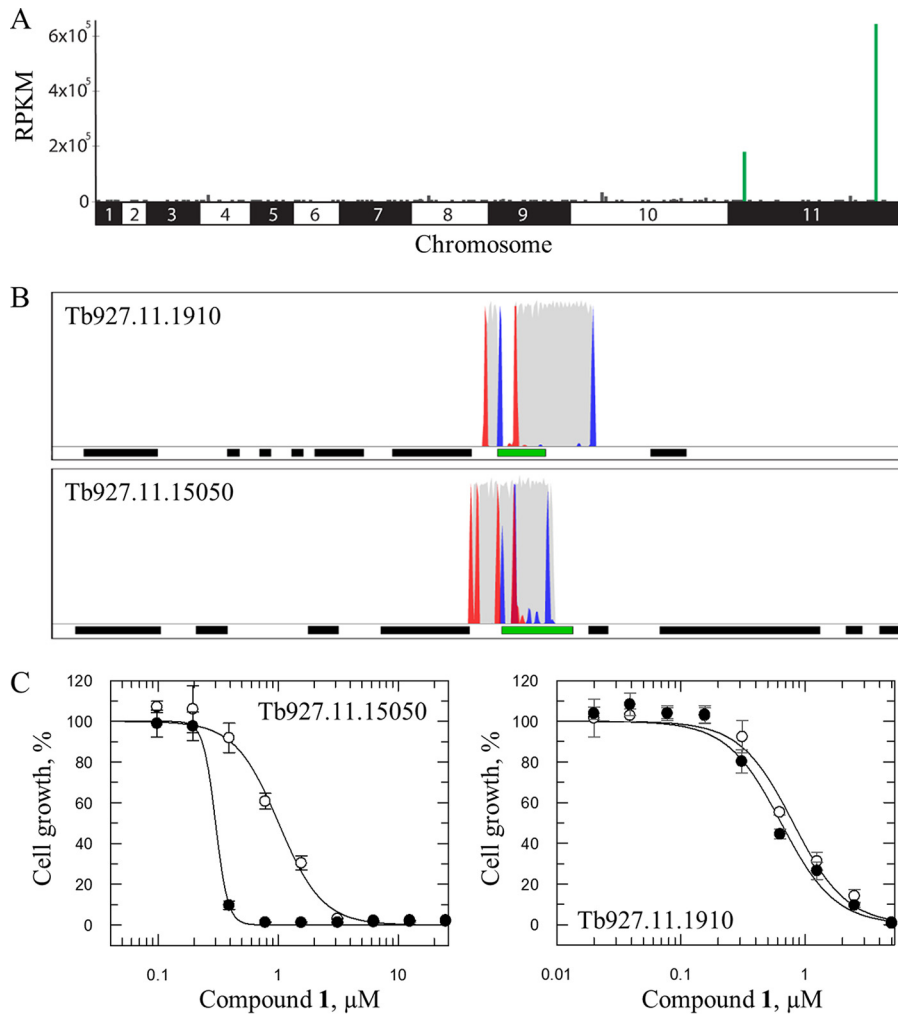 A
RPKM
6x10⁵
4x10⁵
2x10⁵
0
1 2 3 4 5 6 7 8 9 10 11
Chromosome
B
Tb927.11.1910
Tb927.11.15050
C
Cell growth, %
120
100
80
60
40
20
0
Tb927.11.15050
0.1 1 10
Compound 1, µM
Cell growth, %
120
100
80
60
40
20
0
Tb927.11.1910
0.01 0.1 1
Compound 1, µM